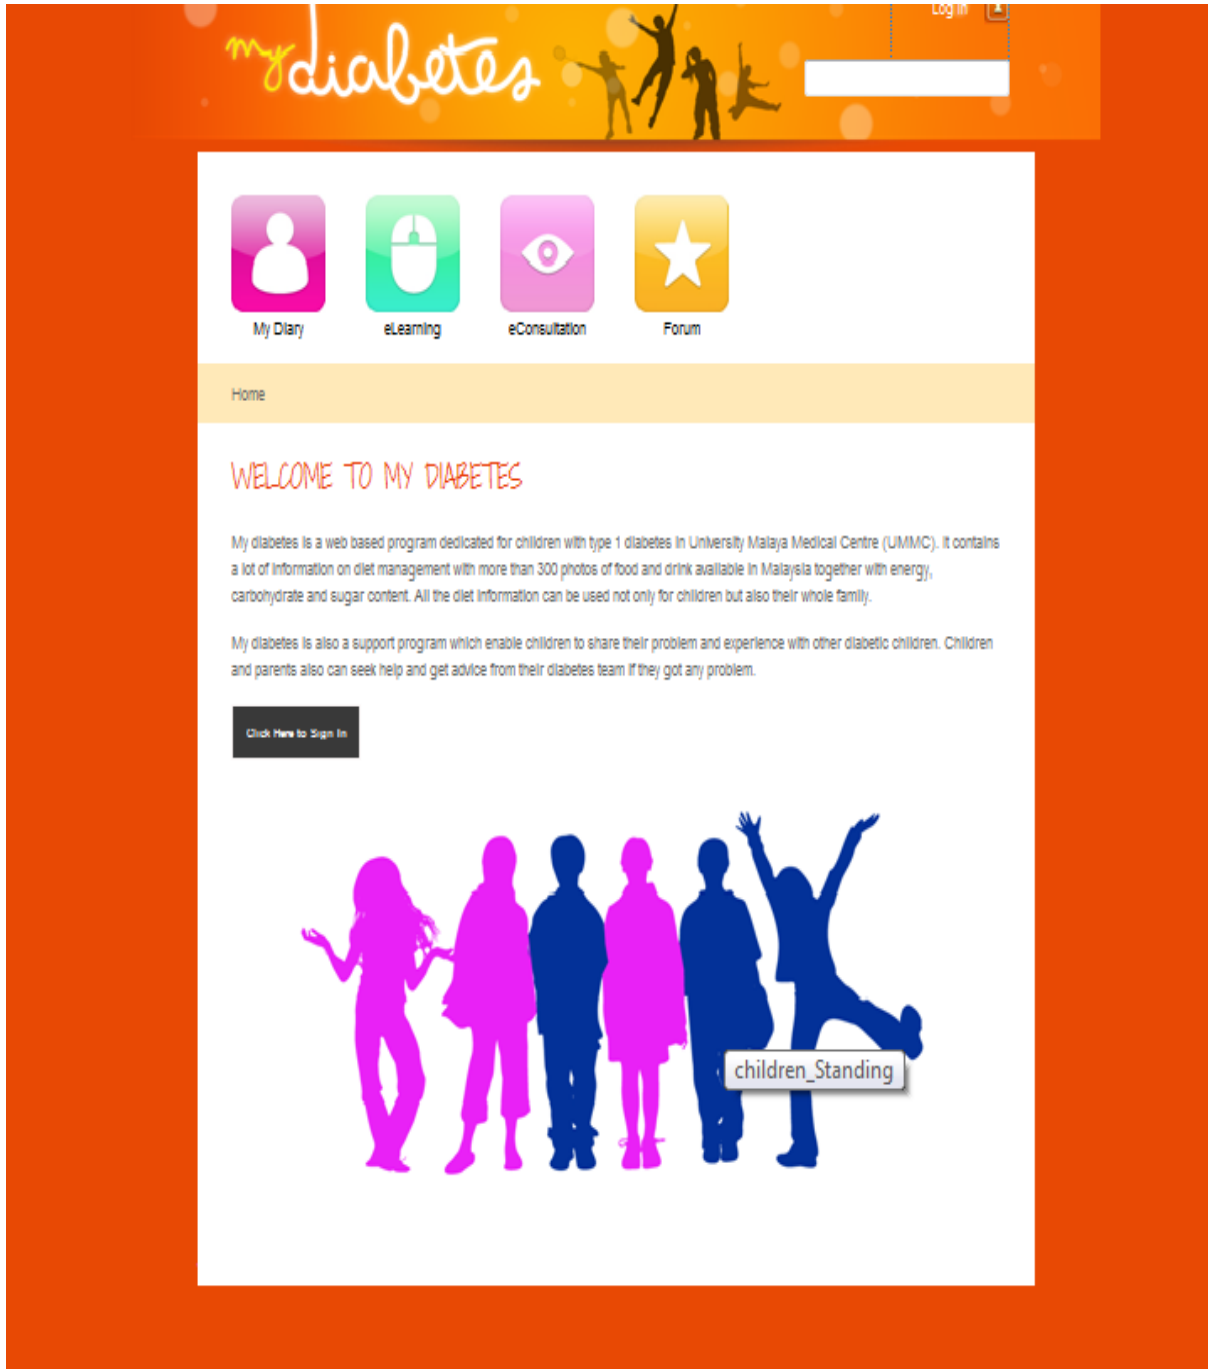 Log in
my diabetes
My Diary
eLearning
eConsultation
Forum
Home
WELCOME TO MY DIABETES
My diabetes is a web based program dedicated for children with type 1 diabetes in University Malaya Medical Centre (UMMC). It contains
a lot of information on diet management with more than 300 photos of food and drink available in Malaysia together with energy,
carbohydrate and sugar content. All the diet information can be used not only for children but also their whole family.
My diabetes is also a support program which enable children to share their problem and experience with other diabetic children. Children
and parents also can seek help and get advice from their diabetes team if they got any problem.
Click Here to Sign In
children_Standing